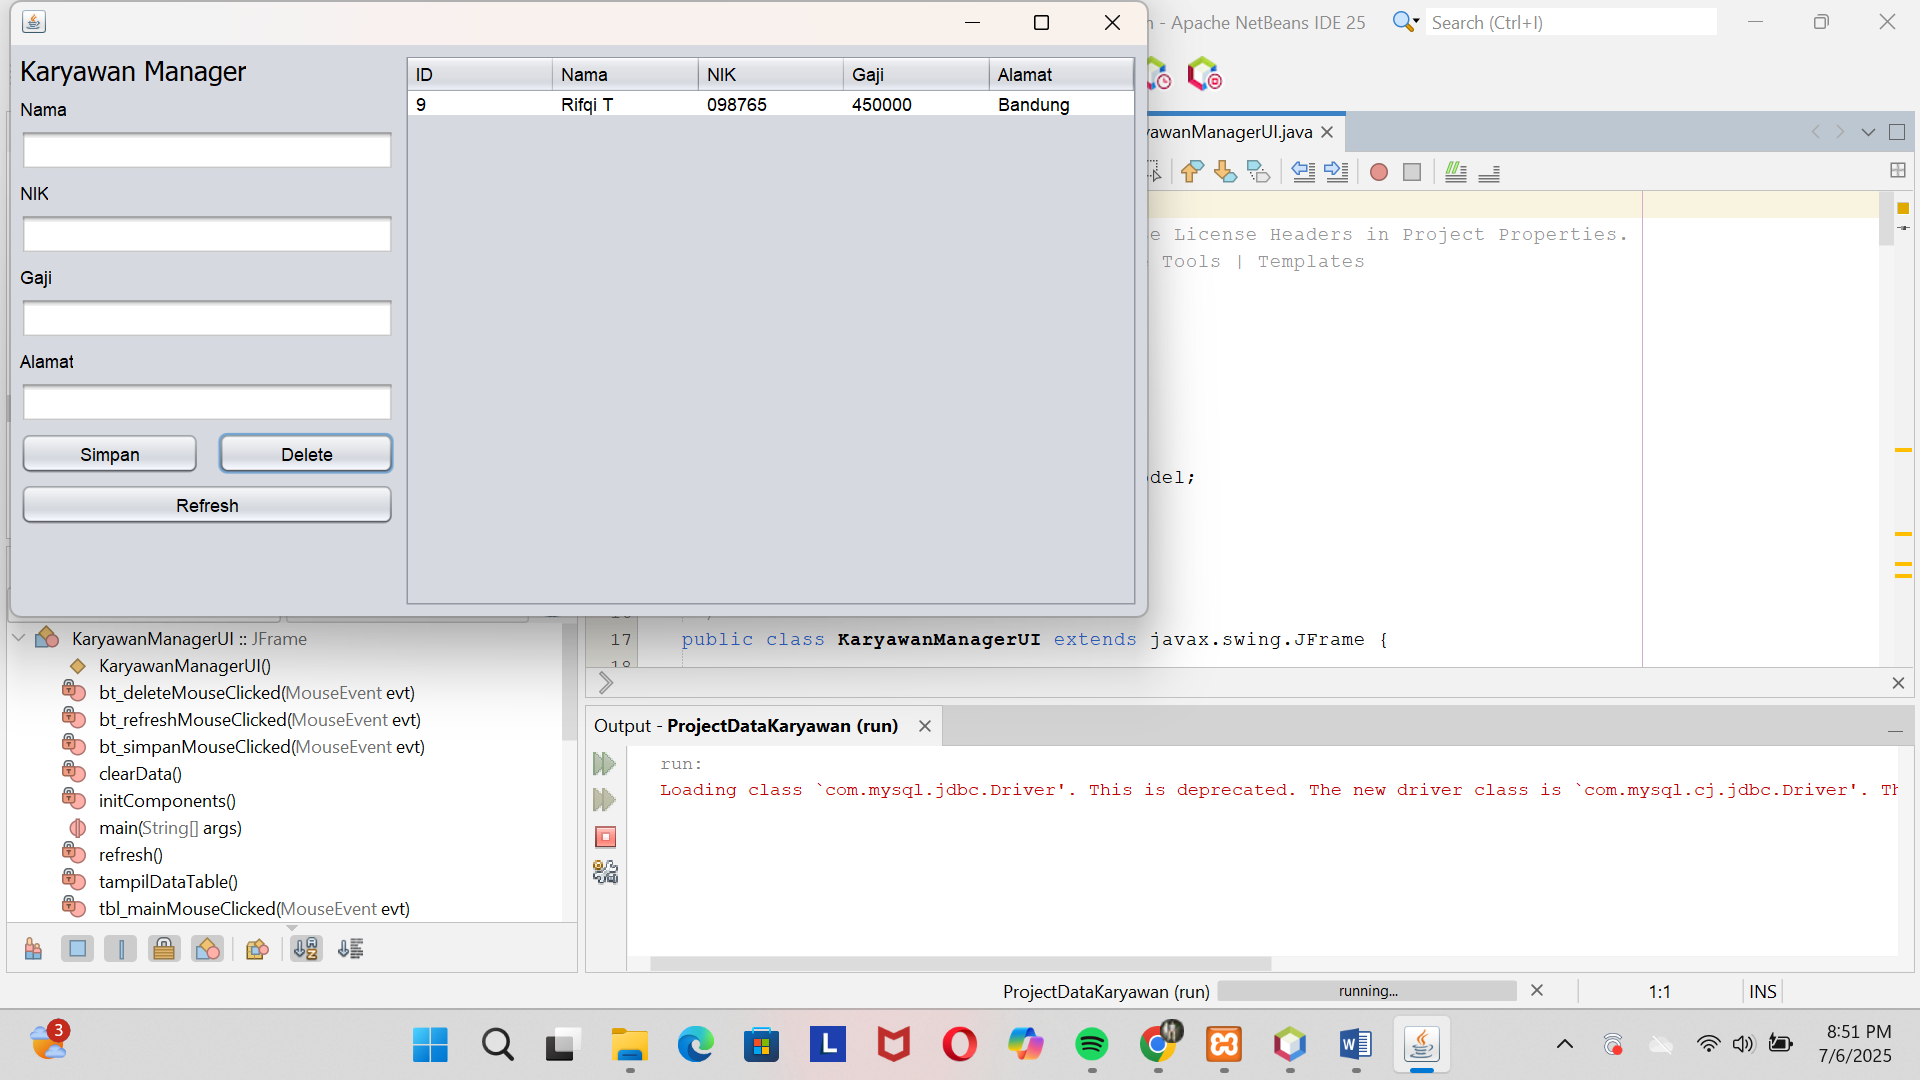 n - Apache NetBeans IDE 25
Search (Ctrl+I)
Karyawan Manager
Nama
NIK
Gaji
Alamat
Simpan
Delete
Refresh
ID Nama NIK Gaji Alamat
9 Rifqi T 098765 450000 Bandung
yawanManagerUI.java
e License Headers in Project Properties.
Tools | Templates
del;
17 public class KaryawanManagerUI extends javax.swing.JFrame {
18
KaryawanManagerUI :: JFrame
KaryawanManagerUI()
bt_deleteMouseClicked(MouseEvent evt)
bt_refreshMouseClicked(MouseEvent evt)
bt_simpanMouseClicked(MouseEvent evt)
clearData()
initComponents()
main(String[] args)
refresh()
tampilDataTable()
tbl_mainMouseClicked(MouseEvent evt)
Output - ProjectDataKaryawan (run)
run:
Loading class `com.mysql.jdbc.Driver'. This is deprecated. The new driver class is `com.mysql.cj.jdbc.Driver'. Th
ProjectDataKaryawan (run)
running...
1:1
INS
3
L
8:51 PM
7/6/2025